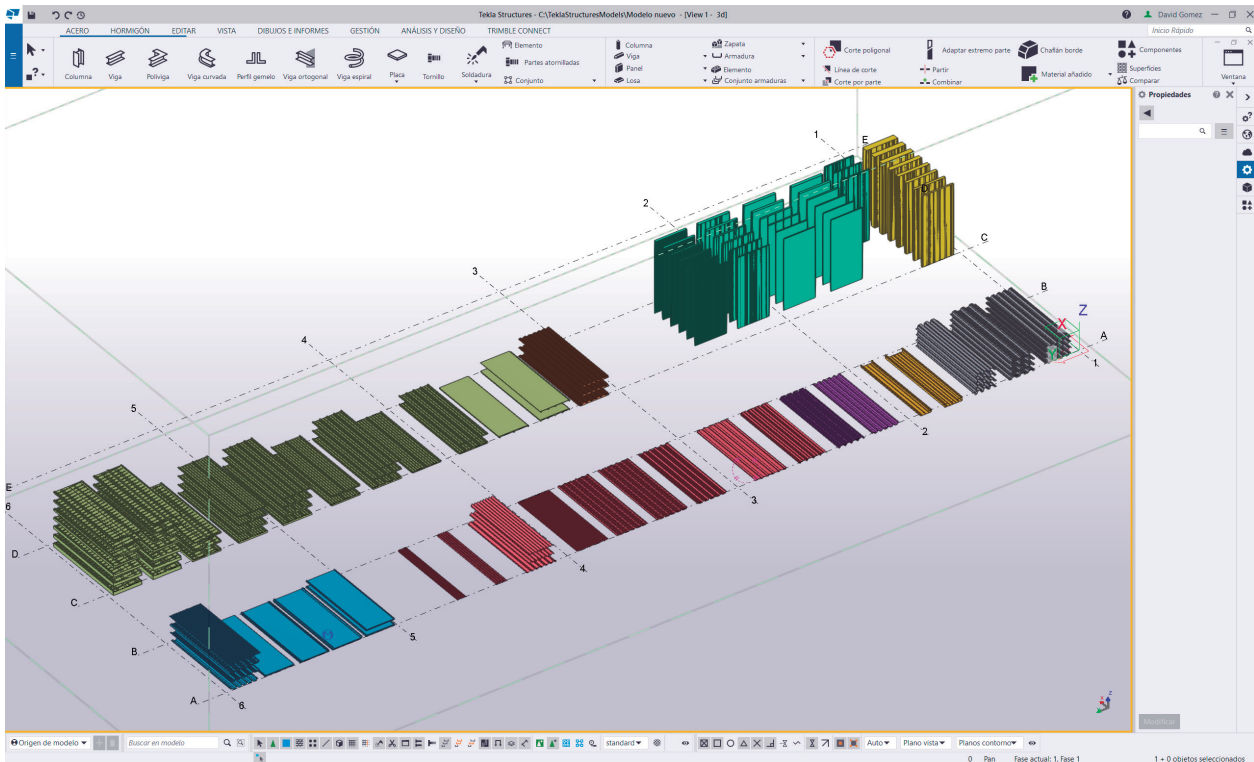 Tekla Structures - C:\TeklaStructuresModels\Modelo nuevo - [View 1 - 3d]
David Gomez
ACERO HORMIGÓN EDITAR VISTA DIBUJOS E INFORMES GESTIÓN ANÁLISIS Y DISEÑO TRIMBLE CONNECT
Inicio Rápido
Columna Viga Poliviga Viga curvada Perfil gemelo Viga ortogonal Viga espiral Placa Tornillo Soldadura
Elemento
Partes atornilladas
Conjunto
Columna
Viga
Panel
Losa
Zapata
Armadura
Elemento
Conjunto armaduras
Corte poligonal
Línea de corte
Corte por parte
Adaptar extremo parte
Partir
Combinar
Chaflán borde
Material añadido
Componentes
Superficies
Comparar
Ventana
Propiedades
1
E
D
2
C
3
B
X
Z
4
A
Y
1
5
2
E
6
3
D
4
C
5
B
A
6
Z
Modificar
Origen de modelo
Buscar en modelo
standard
Auto
Plano vista
Planos contorno
0 Pan Fase actual: 1, Fase 1 1 + 0 objetos seleccionados